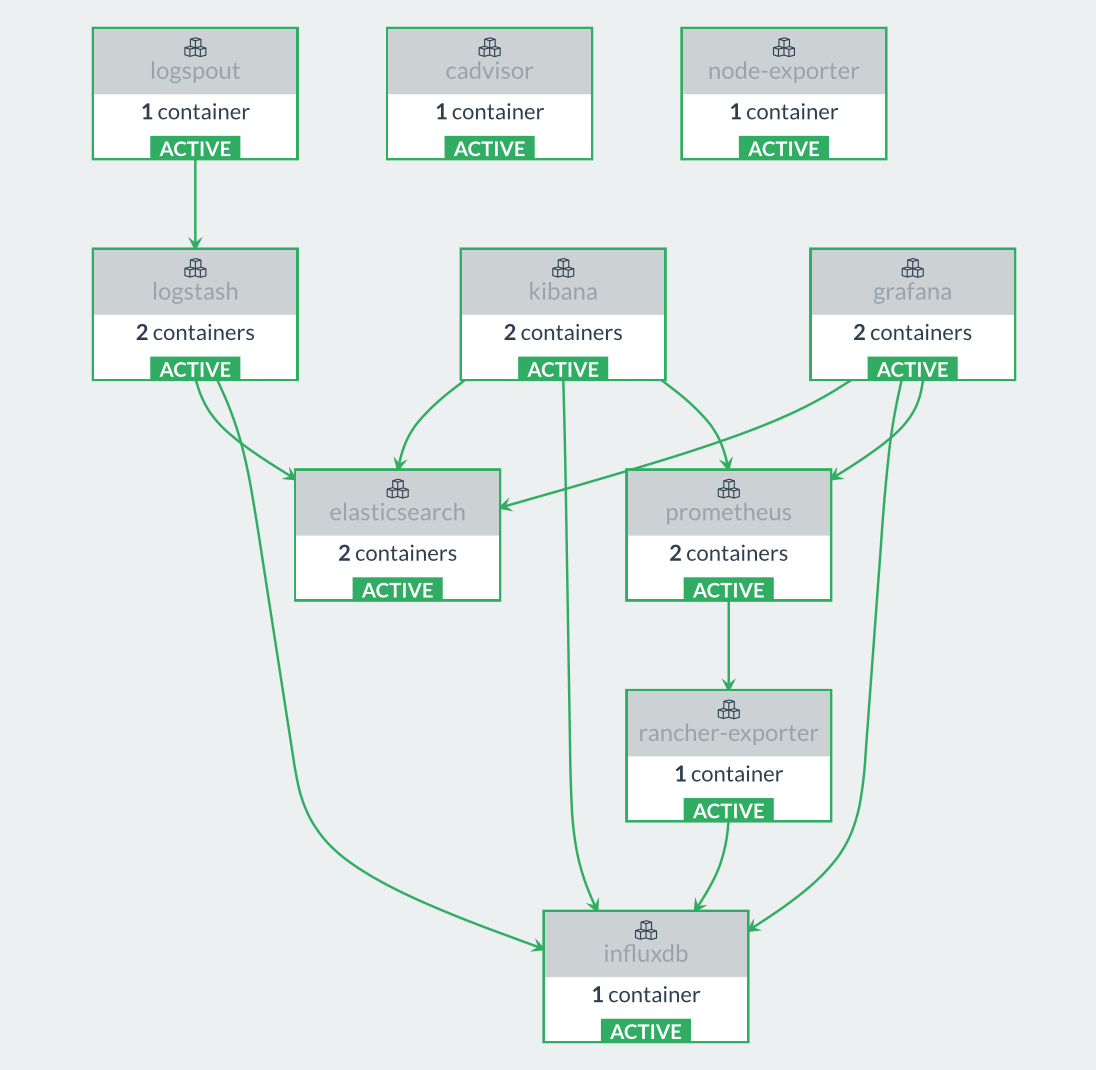 logspout
1 container
ACTIVE
cadvisor
1 container
ACTIVE
node-exporter
1 container
ACTIVE
logstash
2 containers
ACTIVE
kibana
2 containers
ACTIVE
grafana
2 containers
ACTIVE
elasticsearch
2 containers
ACTIVE
prometheus
2 containers
ACTIVE
rancher-exporter
1 container
ACTIVE
influxdb
1 container
ACTIVE